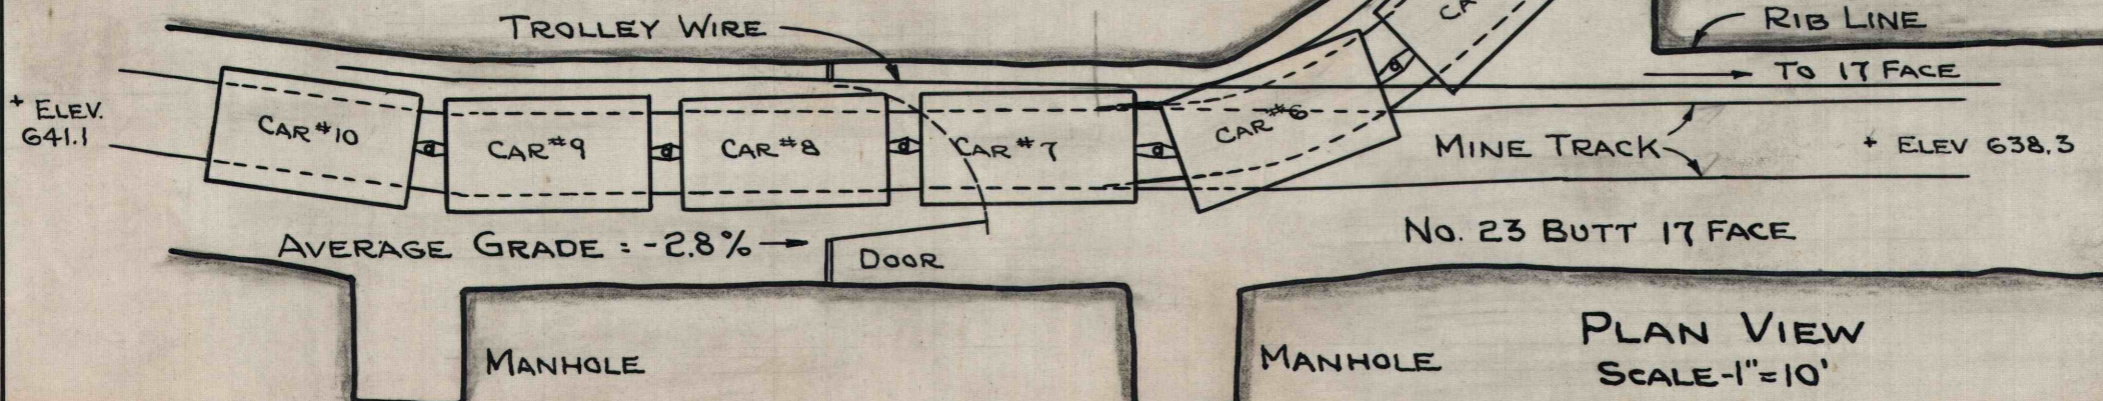 TROLLEY WIRE
RIB LINE
TO 17 FACE
+ ELEV.
641.1
CAR #10
CAR #9
CAR #8
CAR #7
CAR #6
CA
MINE TRACK
+ ELEV 638.3
AVERAGE GRADE = -2.8%
DOOR
No. 23 BUTT 17 FACE
MANHOLE
MANHOLE
PLAN VIEW
SCALE-1"=10'